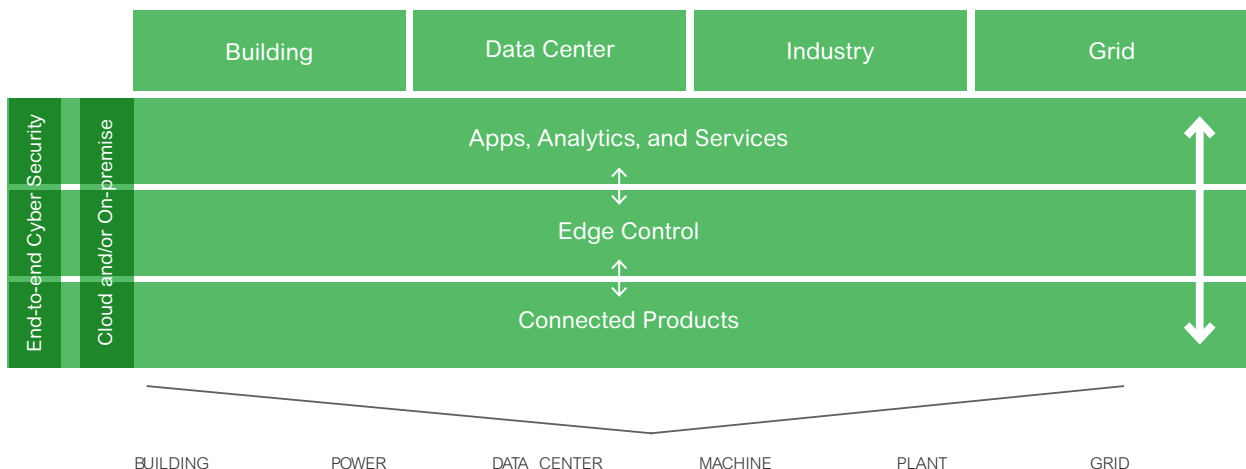 Building
Data Center
Industry
Grid
End-to-end Cyber Security
Cloud and/or On-premise
Apps, Analytics, and Services
Edge Control
Connected Products
BUILDING
POWER
DATA CENTER
MACHINE
PLANT
GRID